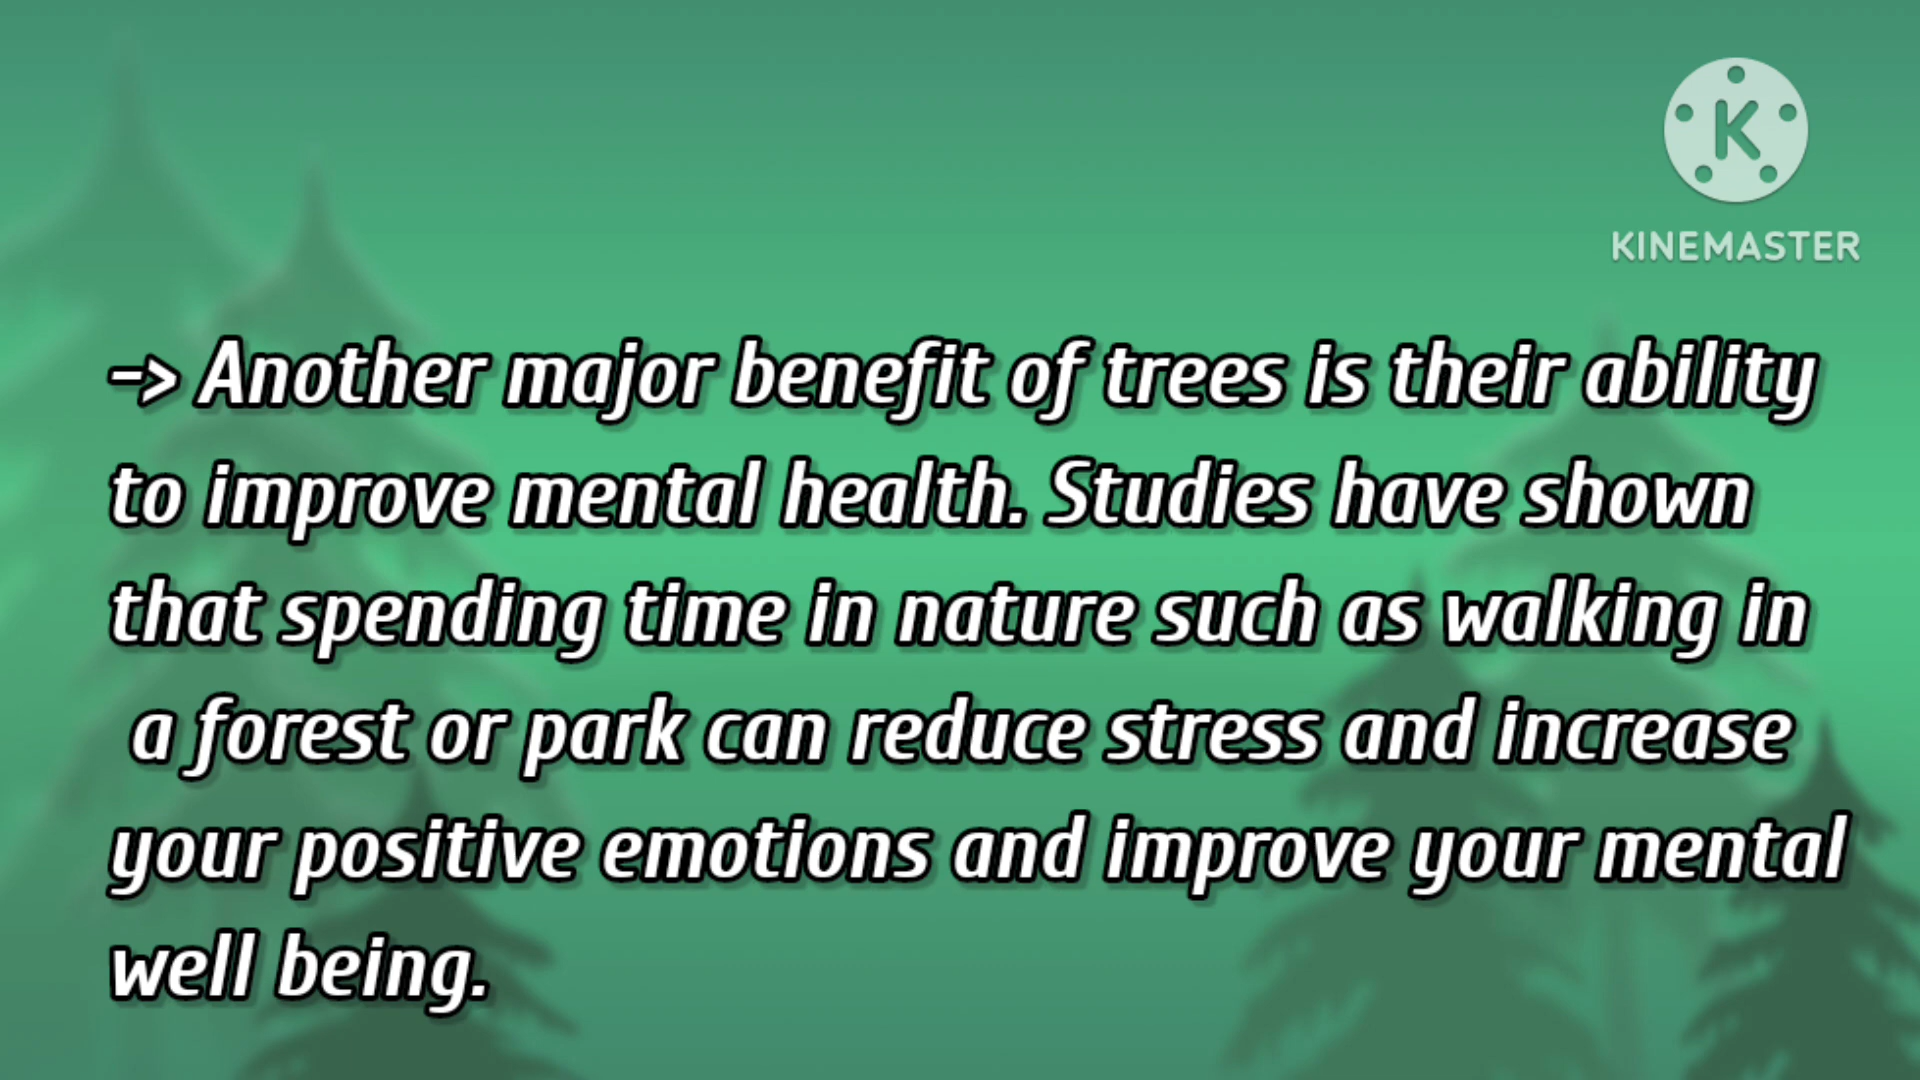 K
KINEMASTER
-> Another major benefit of trees is their ability
to improve mental health. Studies have shown
that spending time in nature such as walking in
a forest or park can reduce stress and increase
your positive emotions and improve your mental
well being.